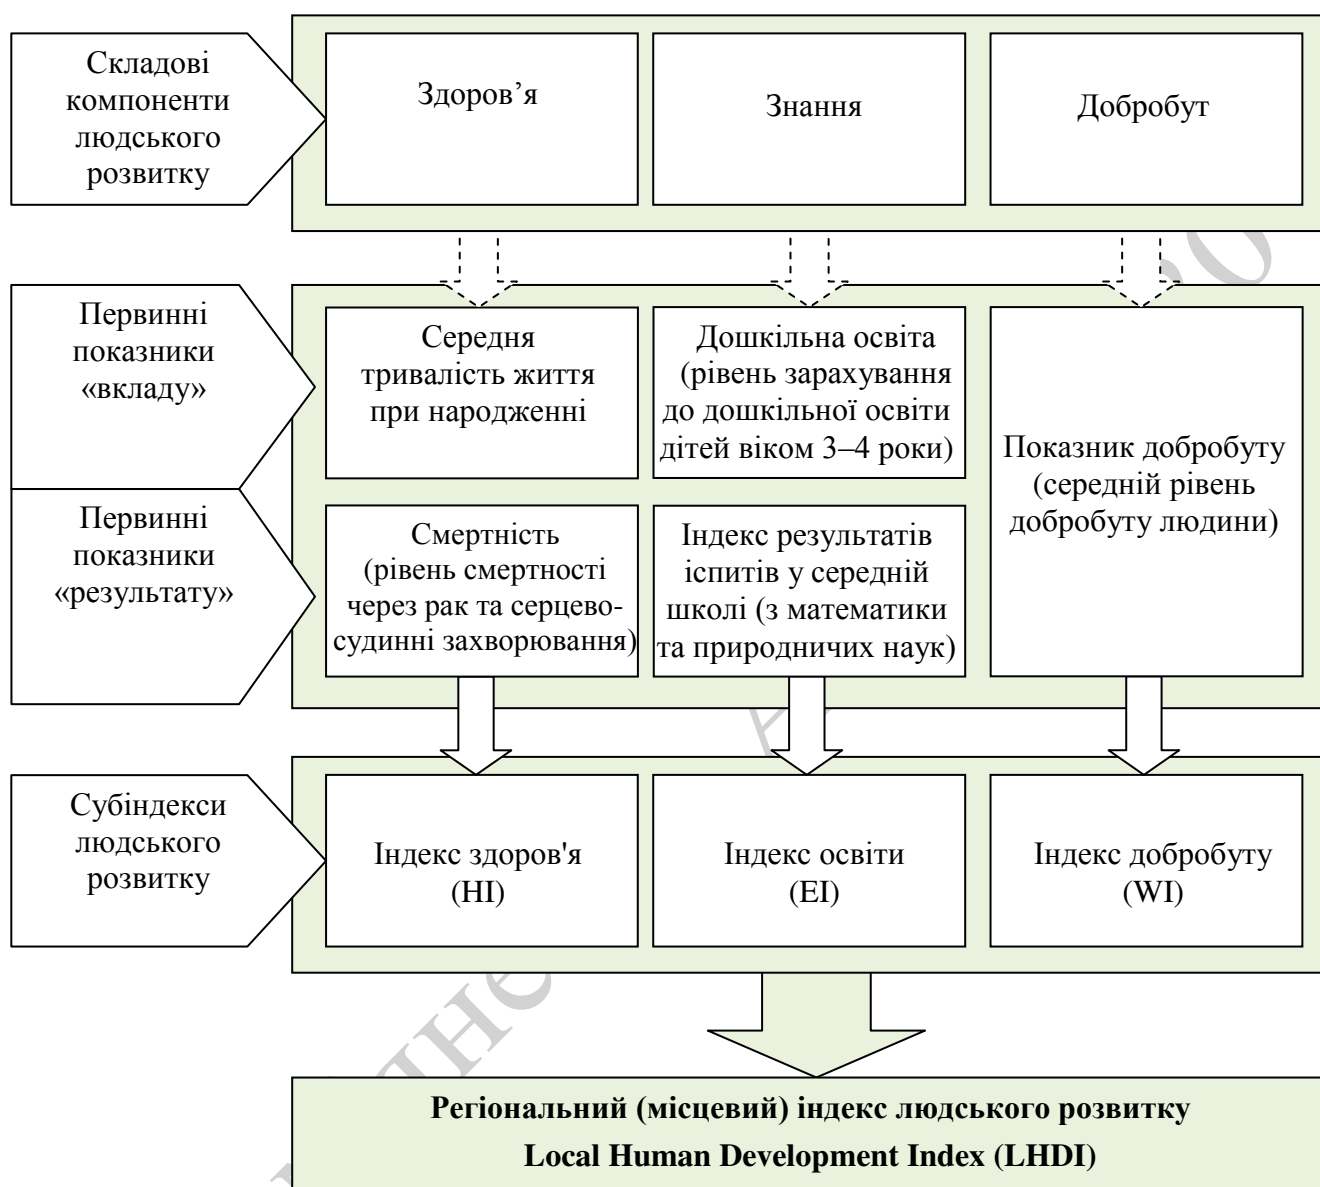 Складові
компоненти
людського
розвитку
Здоров’я
Знання
Добробут
Первинні
показники
«вкладу»
Середня
тривалість життя
при народженні
Дошкільна освіта
(рівень зарахування
до дошкільної освіти
дітей віком 3–4 роки)
Показник добробуту
(середній рівень
добробуту людини)
Первинні
показники
«результату»
Смертність
(рівень смертності
через рак та серцево-
судинні захворювання)
Індекс результатів
іспитів у середній
школі (з математики
та природничих наук)
Субіндекси
людського
розвитку
Індекс здоров'я
(HI)
Індекс освіти
(EI)
Індекс добробуту
(WI)
Регіональний (місцевий) індекс людського розвитку
Local Human Development Index (LHDI)